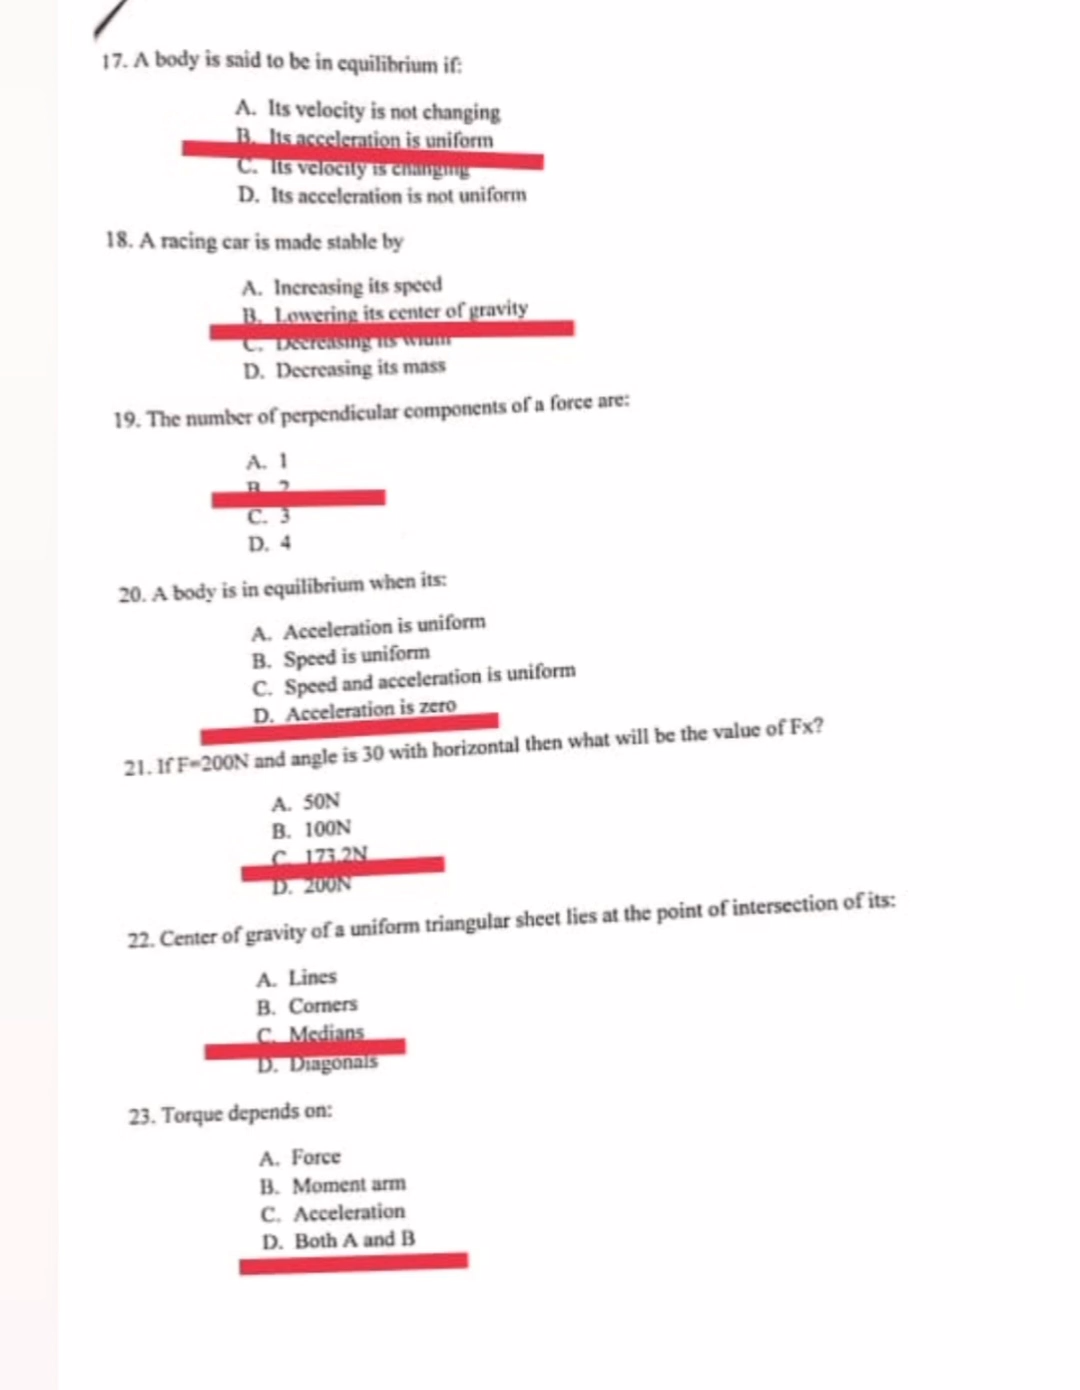 17. A body is said to be in equilibrium if:
A. Its velocity is not changing
B. Its acceleration is uniform
C. Its velocity is changing
D. Its acceleration is not uniform
18. A racing car is made stable by
A. Increasing its speed
B. Lowering its center of gravity
C. Decreasing its width
D. Decreasing its mass
19. The number of perpendicular components of a force are:
A. 1
B. 2
C. 3
D. 4
20. A body is in equilibrium when its:
A. Acceleration is uniform
B. Speed is uniform
C. Speed and acceleration is uniform
D. Acceleration is zero
21. If F=200N and angle is 30 with horizontal then what will be the value of Fx?
A. 50N
B. 100N
C. 173.2N
D. 200N
22. Center of gravity of a uniform triangular sheet lies at the point of intersection of its:
A. Lines
B. Corners
C. Medians
D. Diagonals
23. Torque depends on:
A. Force
B. Moment arm
C. Acceleration
D. Both A and B